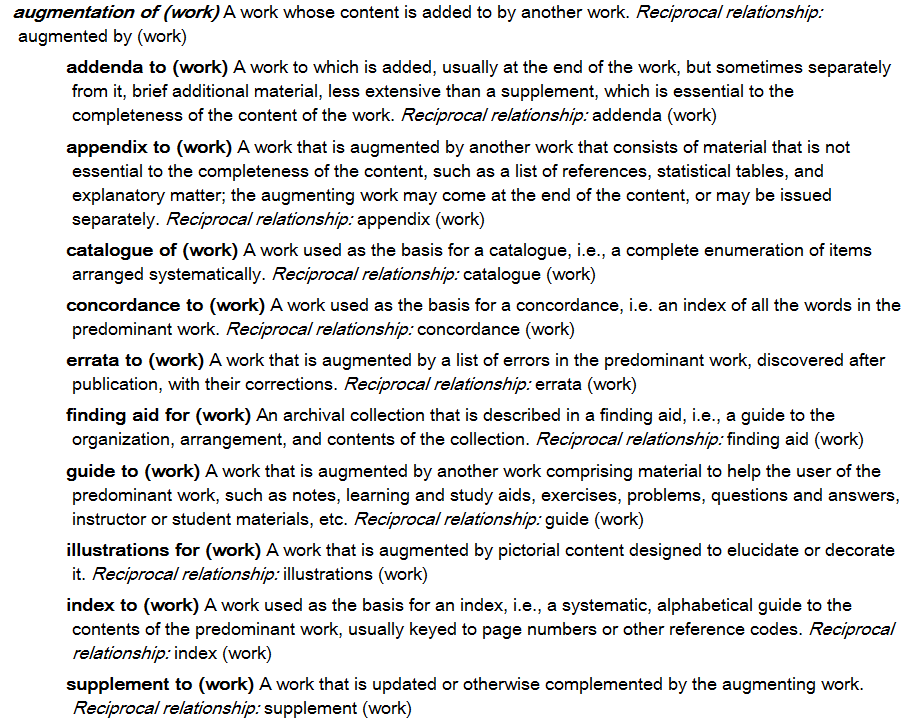 augmentation of (work) A work whose content is added to by another work. Reciprocal relationship:
augmented by (work)
addenda to (work) A work to which is added, usually at the end of the work, but sometimes separately
from it, brief additional material, less extensive than a supplement, which is essential to the
completeness of the content of the work. Reciprocal relationship: addenda (work)
appendix to (work) A work that is augmented by another work that consists of material that is not
essential to the completeness of the content, such as a list of references, statistical tables, and
explanatory matter; the augmenting work may come at the end of the content, or may be issued
separately. Reciprocal relationship: appendix (work)
catalogue of (work) A work used as the basis for a catalogue, i.e., a complete enumeration of items
arranged systematically. Reciprocal relationship: catalogue (work)
concordance to (work) A work used as the basis for a concordance, i.e. an index of all the words in the
predominant work. Reciprocal relationship: concordance (work)
errata to (work) A work that is augmented by a list of errors in the predominant work, discovered after
publication, with their corrections. Reciprocal relationship: errata (work)
finding aid for (work) An archival collection that is described in a finding aid, i.e., a guide to the
organization, arrangement, and contents of the collection. Reciprocal relationship: finding aid (work)
guide to (work) A work that is augmented by another work comprising material to help the user of the
predominant work, such as notes, learning and study aids, exercises, problems, questions and answers,
instructor or student materials, etc. Reciprocal relationship: guide (work)
illustrations for (work) A work that is augmented by pictorial content designed to elucidate or decorate
it. Reciprocal relationship: illustrations (work)
index to (work) A work used as the basis for an index, i.e., a systematic, alphabetical guide to the
contents of the predominant work, usually keyed to page numbers or other reference codes. Reciprocal
relationship: index (work)
supplement to (work) A work that is updated or otherwise complemented by the augmenting work.
Reciprocal relationship: supplement (work)